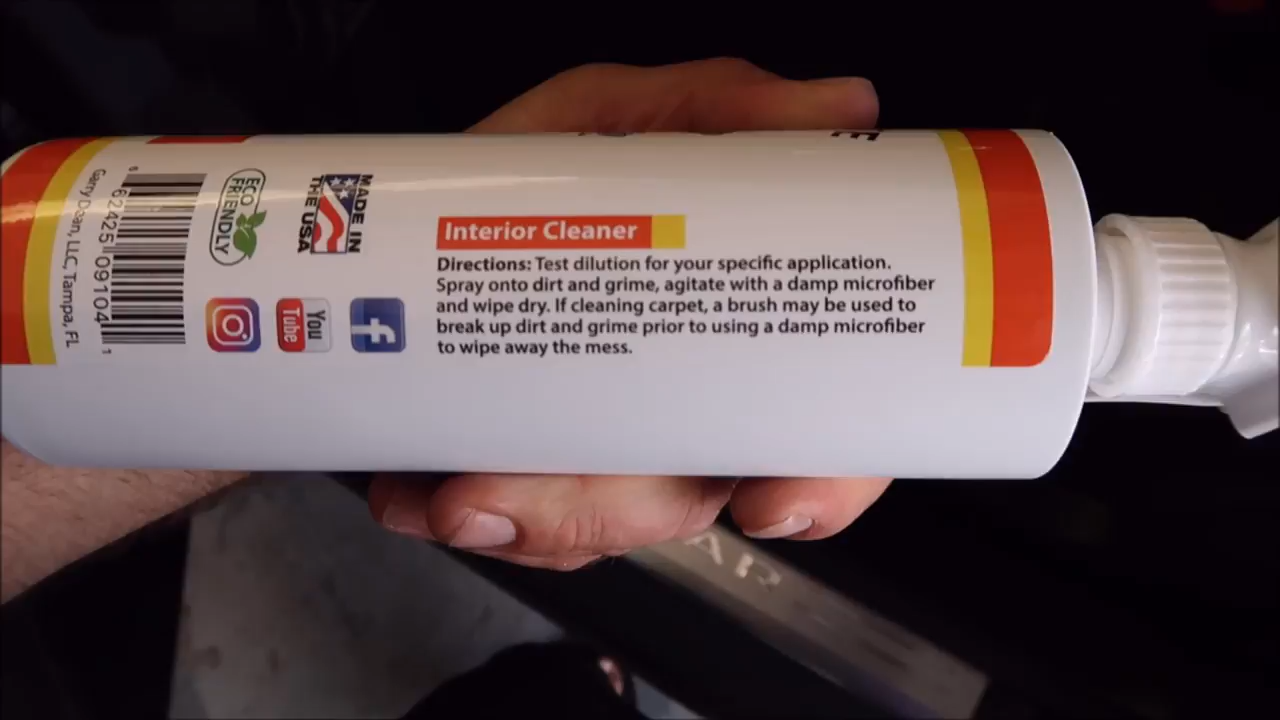 Interior Cleaner
Directions: Test dilution for your specific application.
Spray onto dirt and grime, agitate with a damp microfiber
and wipe dry. If cleaning carpet, a brush may be used to
break up dirt and grime prior to using a damp microfiber
to wipe away the mess.
MADE IN
THE USA
ECO
FRIENDLY
You
Tube
f
6 62425 09104 1
Garry Dean, LLC, Tampa, FL
E
AR